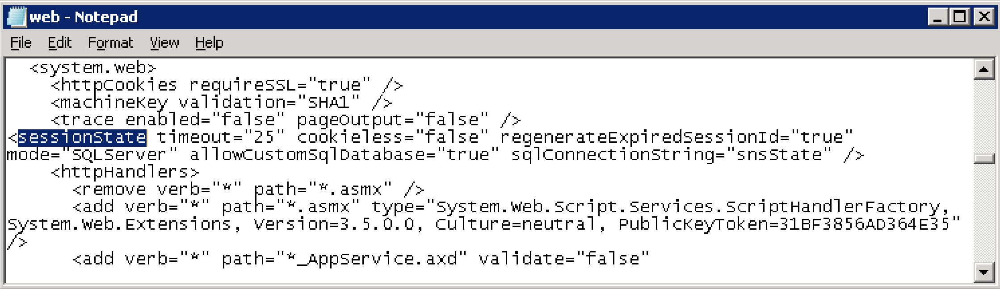 web - Notepad
File Edit Format View Help
<system.web>
<httpCookies requireSSL="true" />
<machineKey validation="SHA1" />
<trace enabled="false" pageOutput="false" />
<sessionState timeout="25" cookieless="false" regenerateExpiredSessionId="true"
mode="SQLServer" allowCustomSqlDatabase="true" sqlConnectionString="snsState" />
<httpHandlers>
<remove verb="*" path="*.asmx" />
<add verb="*" path="*.asmx" type="System.Web.Script.Services.ScriptHandlerFactory,
System.Web.Extensions, Version=3.5.0.0, Culture=neutral, PublicKeyToken=31BF3856AD364E35"
/>
<add verb="*" path="*_AppService.axd" validate="false"